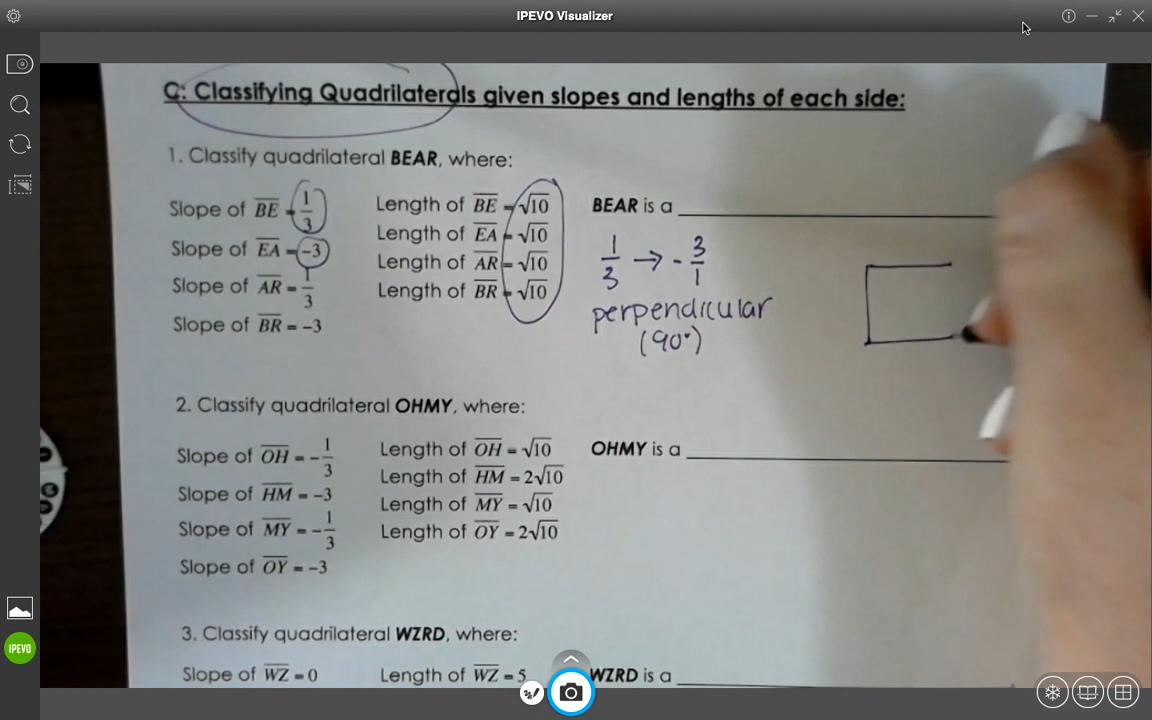 IPEVO Visualizer
C: Classifying Quadrilaterals given slopes and lengths of each side:
1. Classify quadrilateral BEAR, where:
Slope of BE = 1/3
Length of BE = √10
BEAR is a
Slope of EA = -3
Length of EA = √10
1/3 → -3/1
Slope of AR = 1/3
Length of AR = √10
Length of BR = √10
perpendicular
Slope of BR = -3
(90°)
2. Classify quadrilateral OHMY, where:
Slope of OH = -1/3
Length of OH = √10
OHMY is a
Slope of HM = -3
Length of HM = 2√10
Slope of MY = -1/3
Length of MY = √10
Length of OY = 2√10
Slope of OY = -3
3. Classify quadrilateral WZRD, where:
Slope of WZ = 0
Length of WZ = 5
WZRD is a
IPEVO